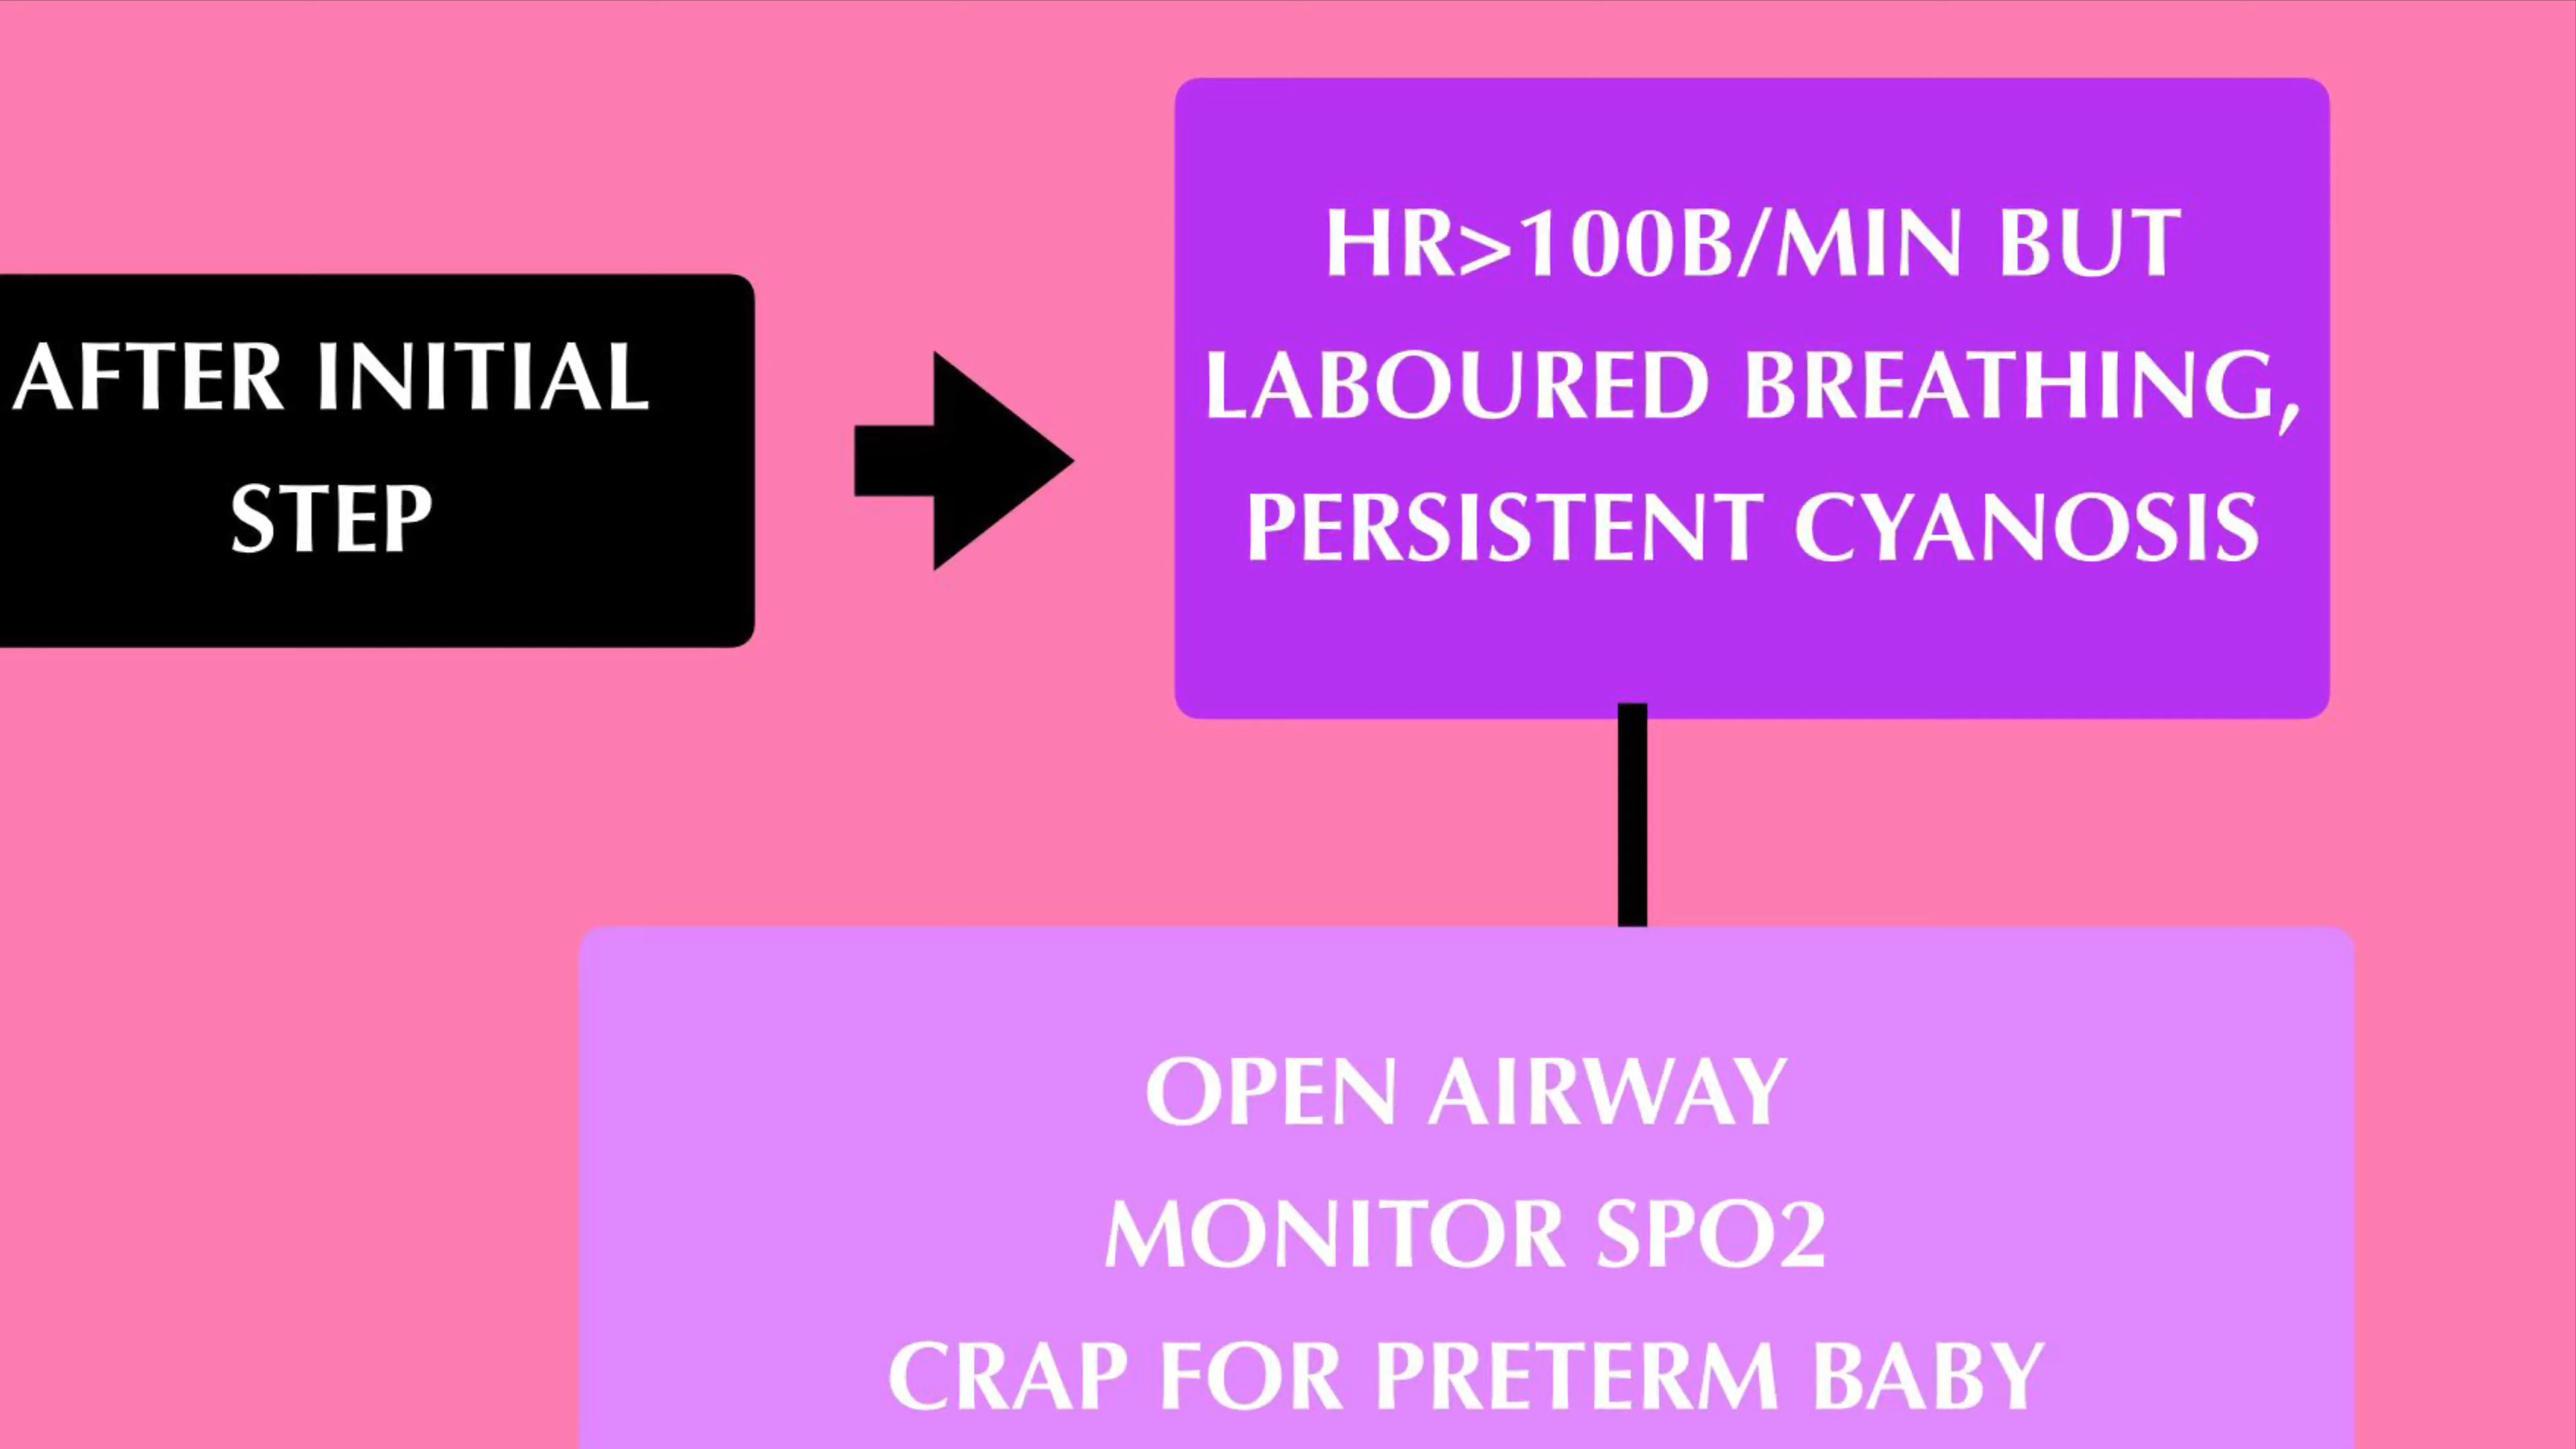 AFTER INITIAL
STEP
HR>100B/MIN BUT
LABOURED BREATHING,
PERSISTENT CYANOSIS
OPEN AIRWAY
MONITOR SPO2
CRAP FOR PRETERM BABY